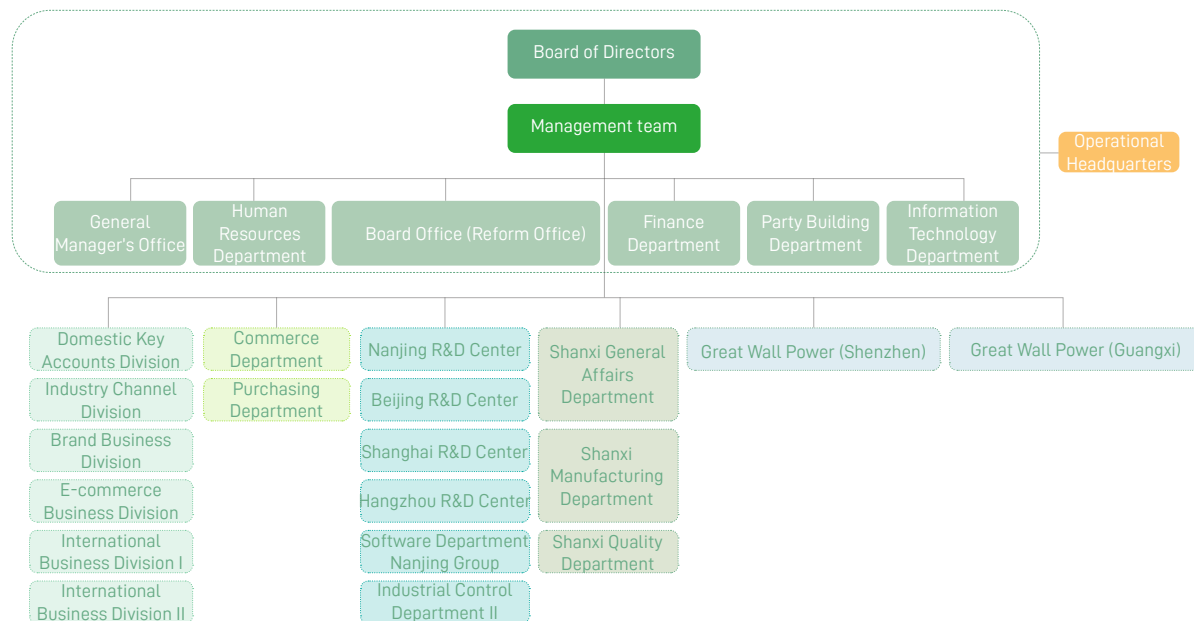 Board of Directors
Management team
Operational
Headquarters
General
Manager's Office
Human
Resources
Department
Board Office (Reform Office)
Finance
Department
Party Building
Department
Information
Technology
Department
Domestic Key
Accounts Division
Industry Channel
Division
Brand Business
Division
E-commerce
Business Division
International
Business Division I
International
Business Division II
Commerce
Department
Purchasing
Department
Nanjing R&D Center
Beijing R&D Center
Shanghai R&D Center
Hangzhou R&D Center
Software Department
Nanjing Group
Industrial Control
Department II
Shanxi General
Affairs
Department
Shanxi
Manufacturing
Department
Shanxi Quality
Department
Great Wall Power (Shenzhen)
Great Wall Power (Guangxi)